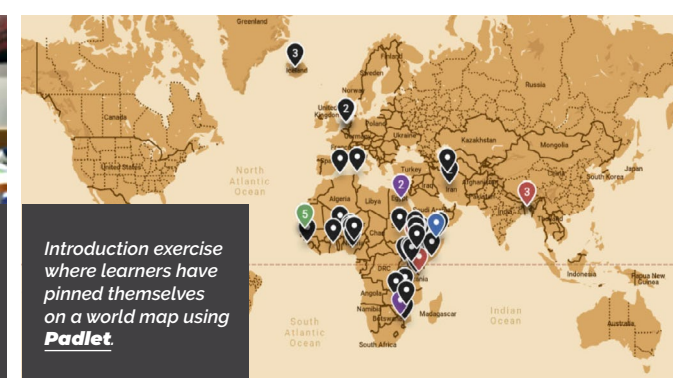 Greenland
3
Iceland
Finland
Sweden
Russia
Norway
2
United
Kingdom
Canada
Poland
Ukraine
Kazakhstan
Mongolia
United States
North
Atlantic
Ocean
Turkey
China
South Korea
Japan
Iraq
Iran
Afghanistan
2
3
Algeria
Libya
5
India
Thailand
Chad
DRC
Indonesia
Papua New
Guinea
Angola
Namibia
Botswana
Madagascar
South
Atlantic
Ocean
Indian
Ocean
Australia
South Africa
Introduction exercise
where learners have
pinned themselves
on a world map using
Padlet.